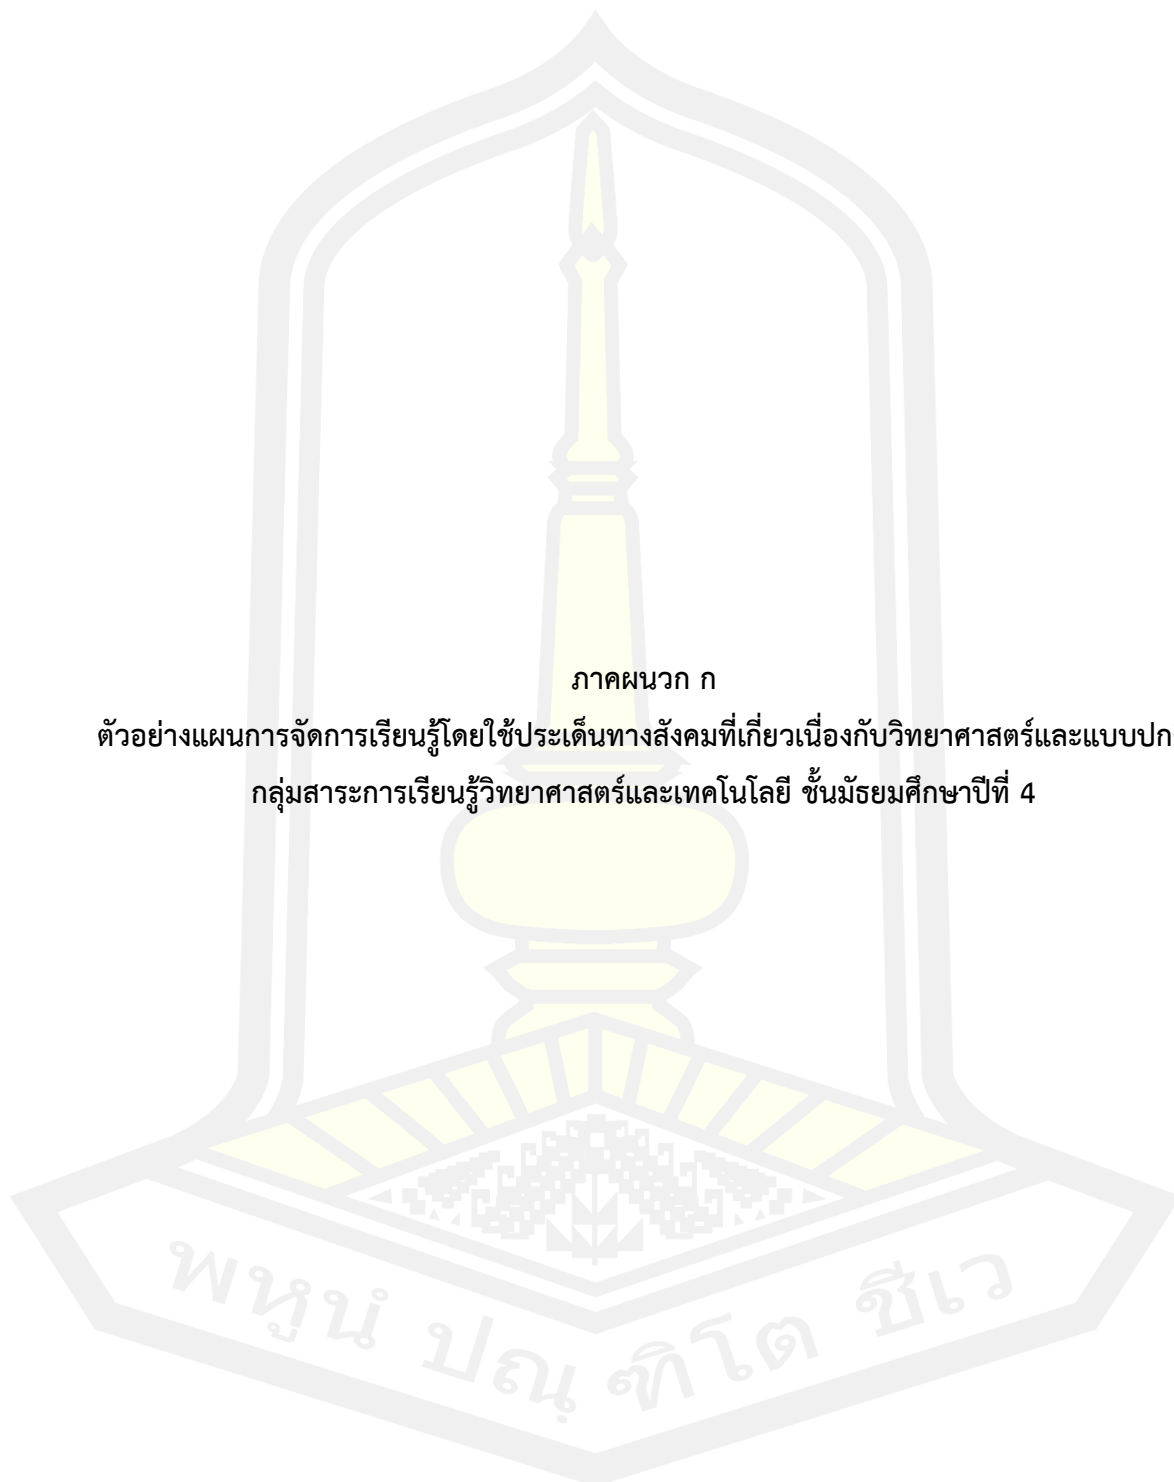 ภาคผนวก ก
ตัวอย่างแผนการจัดการเรียนรู้โดยใช้ประเด็นทางสังคมที่เกี่ยวเนื่องกับวิทยาศาสตร์และแบบปก
กลุ่มสาระการเรียนรู้วิทยาศาสตร์และเทคโนโลยี ชั้นมัธยมศึกษาปีที่ 4
พหูนํ ปณฺฑิโต ชีเว